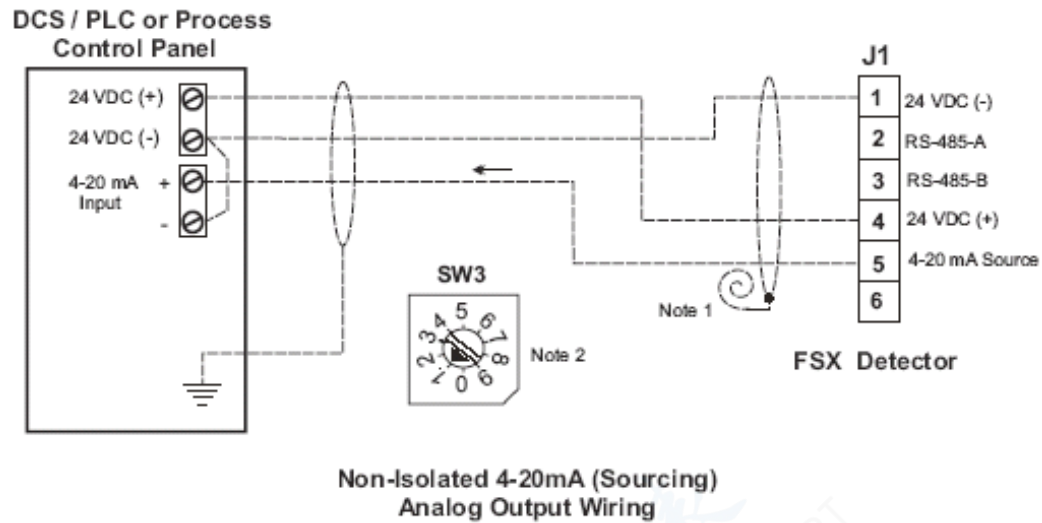 DCS / PLC or Process
Control Panel
24 VDC (+)
24 VDC (-)
4-20 mA +
Input
-
J1
1 24 VDC (-)
2 RS-485-A
3 RS-485-B
4 24 VDC (+)
5 4-20 mA Source
6
FSX Detector
Note 1
SW3
0 1 2 3 4 5 6 7 8 9
Note 2
Non-Isolated 4-20mA (Sourcing)
Analog Output Wiring